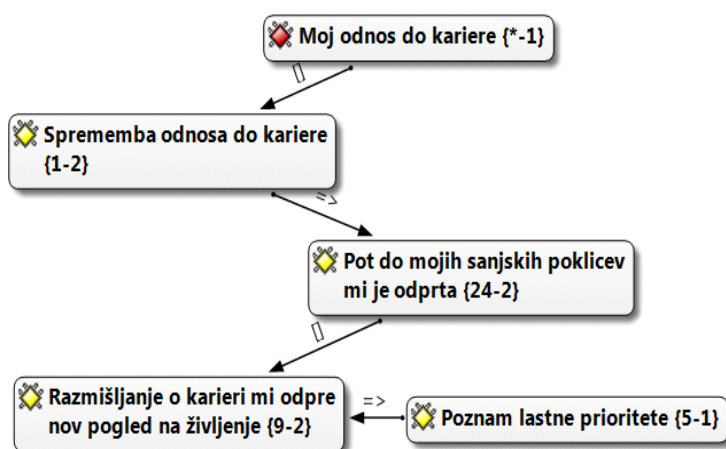 Moj odnos do kariere {*-1}
[]
Sprememba odnosa do kariere
{1-2}
=>
Pot do mojih sanjskih poklicev
mi je odprta {24-2}
[]
Razmišljanje o karieri mi odpre
nov pogled na življenje {9-2}
=>
Poznam lastne prioritete {5-1}